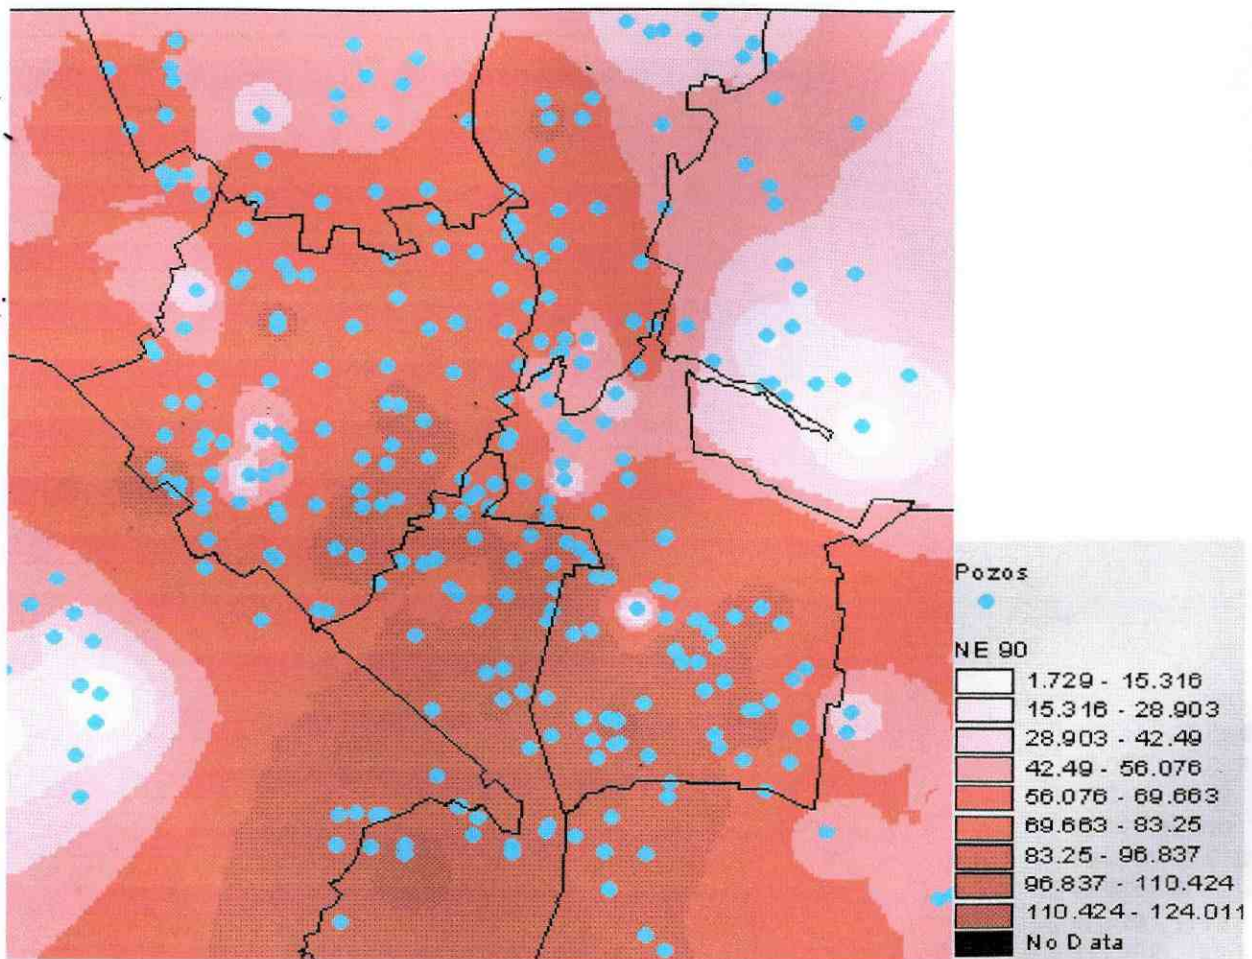 Pozos
NE 90
1.729 - 15.316
15.316 - 28.903
28.903 - 42.49
42.49 - 56.076
56.076 - 69.663
69.663 - 83.25
83.25 - 96.837
96.837 - 110.424
110.424 - 124.011
No Data